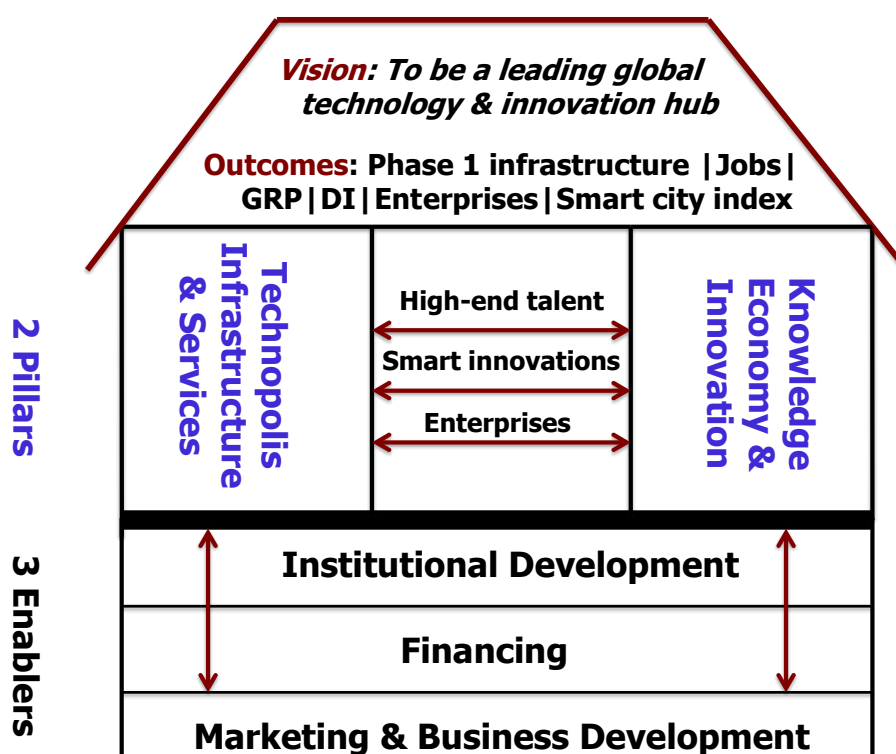 Vision: To be a leading global
technology & innovation hub
Outcomes: Phase 1 infrastructure |Jobs|
GRP|DI|Enterprises|Smart city index
2 Pillars
Technopolis
Infrastructure
& Services
High-end talent
Smart innovations
Enterprises
Knowledge
Economy &
Innovation
3 Enablers
Institutional Development
Financing
Marketing & Business Development